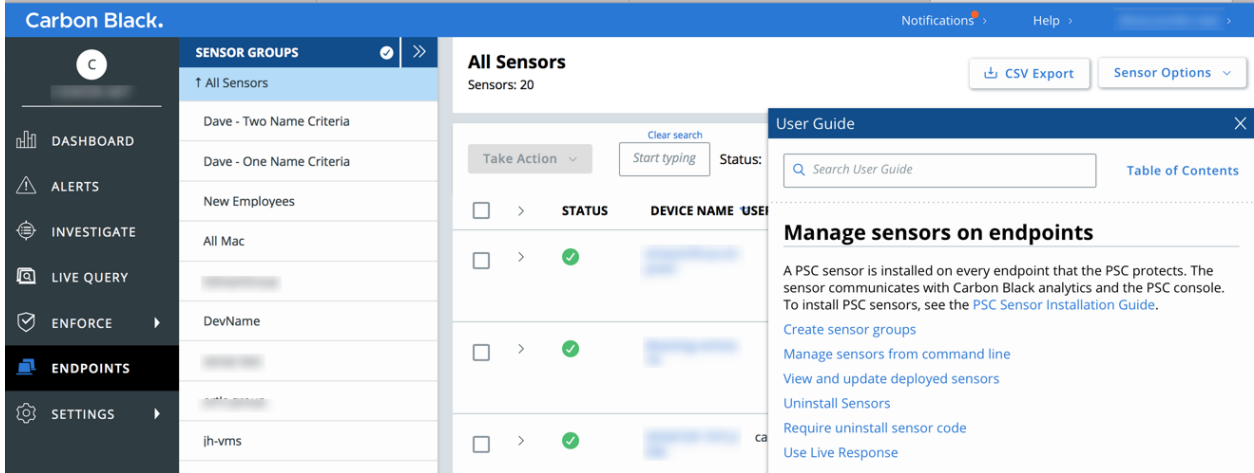 Carbon Black.
Notifications
Help
C
DASHBOARD
ALERTS
INVESTIGATE
LIVE QUERY
ENFORCE
ENDPOINTS
SETTINGS
SENSOR GROUPS
↑ All Sensors
Dave - Two Name Criteria
Dave - One Name Criteria
New Employees
All Mac
DevName
jh-vms
All Sensors
Sensors: 20
CSV Export
Sensor Options
Clear search
Take Action
Start typing
Status:
STATUS
DEVICE NAME
USER
ca
User Guide
Search User Guide
Table of Contents
Manage sensors on endpoints
A PSC sensor is installed on every endpoint that the PSC protects. The
sensor communicates with Carbon Black analytics and the PSC console.
To install PSC sensors, see the PSC Sensor Installation Guide.
Create sensor groups
Manage sensors from command line
View and update deployed sensors
Uninstall Sensors
Require uninstall sensor code
Use Live Response